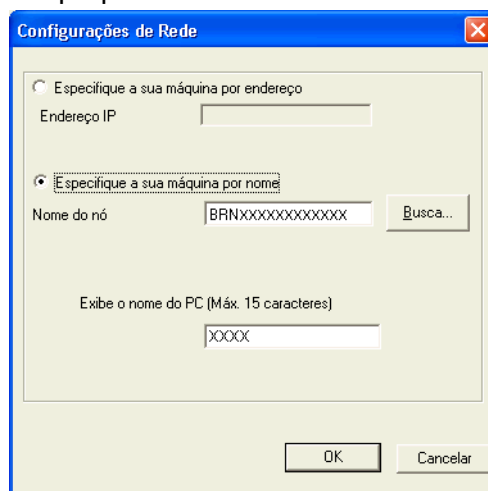 Configurações de Rede
Especifique a sua máquina por endereço
Endereço IP
Especifique a sua máquina por nome
Nome do nó BRNXXXXXXXXXXXX Busca...
Exibe o nome do PC (Máx. 15 caracteres)
XXXX
OK Cancelar